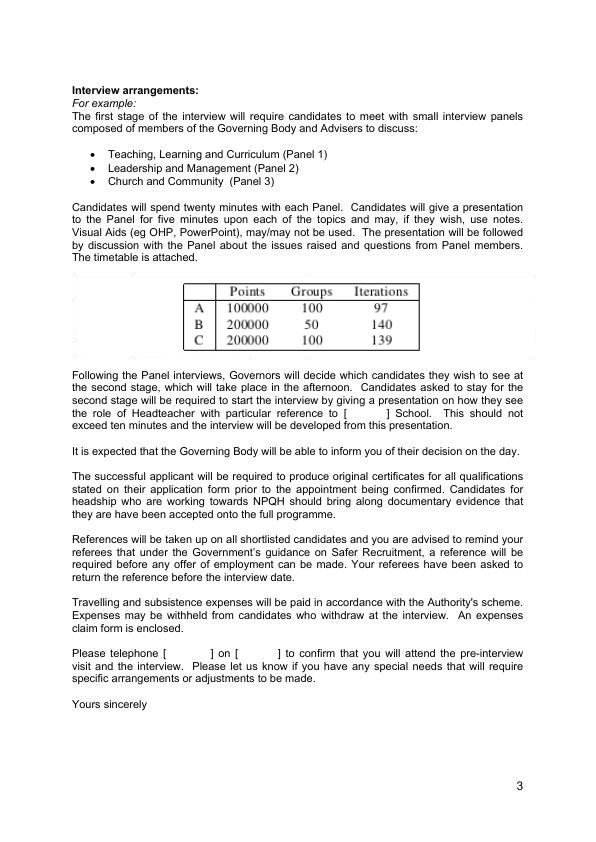 Interview arrangements:
For example:
The first stage of the interview will require candidates to meet with small interview panels
composed of members of the Governing Body and Advisers to discuss:
• Teaching, Learning and Curriculum (Panel 1)
• Leadership and Management (Panel 2)
• Church and Community (Panel 3)
Candidates will spend twenty minutes with each Panel. Candidates will give a presentation
to the Panel for five minutes upon each of the topics and may, if they wish, use notes.
Visual Aids (eg OHP, PowerPoint), may/may not be used. The presentation will be followed
by discussion with the Panel about the issues raised and questions from Panel members.
The timetable is attached.
Points Groups Iterations
A 100000 100 97
B 200000 50 140
C 200000 100 139
Following the Panel interviews, Governors will decide which candidates they wish to see at
the second stage, which will take place in the afternoon. Candidates asked to stay for the
second stage will be required to start the interview by giving a presentation on how they see
the role of Headteacher with particular reference to [ ] School. This should not
exceed ten minutes and the interview will be developed from this presentation.
It is expected that the Governing Body will be able to inform you of their decision on the day.
The successful applicant will be required to produce original certificates for all qualifications
stated on their application form prior to the appointment being confirmed. Candidates for
headship who are working towards NPQH should bring along documentary evidence that
they are have been accepted onto the full programme.
References will be taken up on all shortlisted candidates and you are advised to remind your
referees that under the Government's guidance on Safer Recruitment, a reference will be
required before any offer of employment can be made. Your referees have been asked to
return the reference before the interview date.
Travelling and subsistence expenses will be paid in accordance with the Authority's scheme.
Expenses may be withheld from candidates who withdraw at the interview. An expenses
claim form is enclosed.
Please telephone [ ] on [ ] to confirm that you will attend the pre-interview
visit and the interview. Please let us know if you have any special needs that will require
specific arrangements or adjustments to be made.
Yours sincerely
3